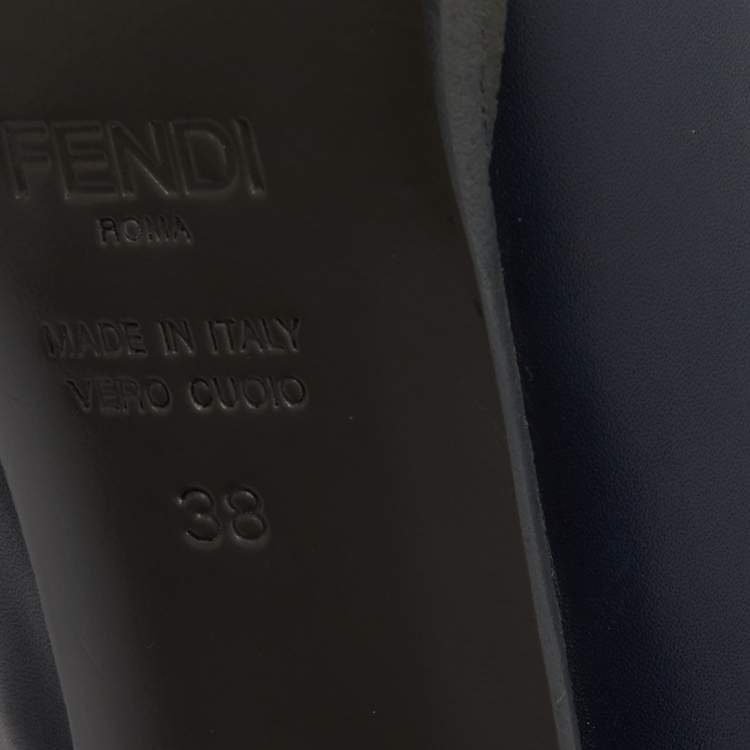 FENDI
ROMA
MADE IN ITALY
VERO CUOIO
38